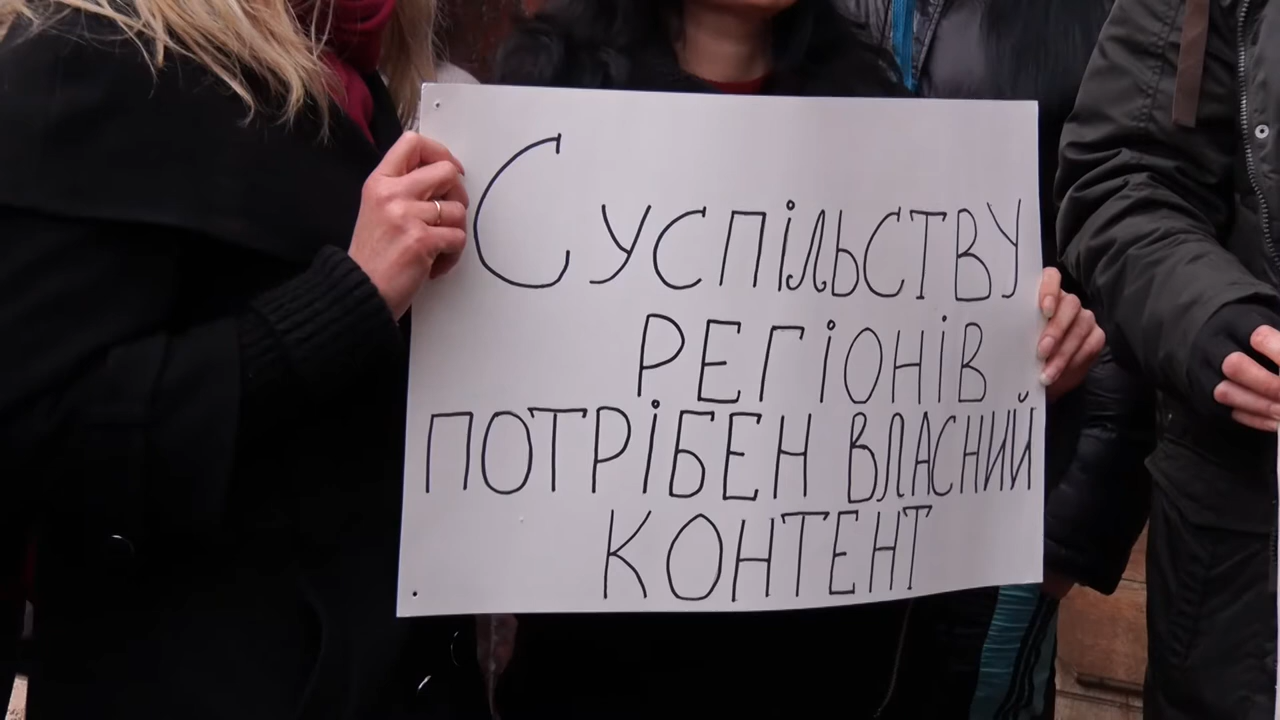 Суспільству
регіонів
потрібен власний
контент